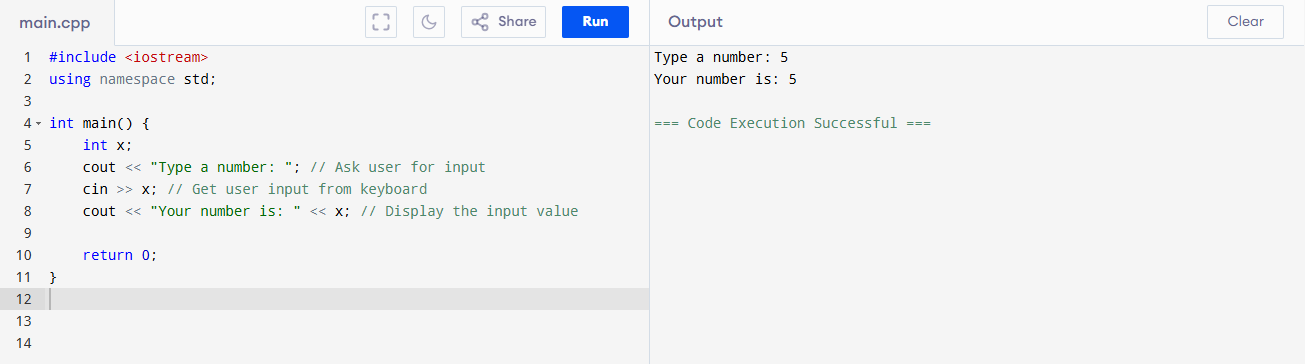 main.cpp
Share
Run
Output
Clear
1 #include <iostream>
2 using namespace std;
3
4 int main() {
5     int x;
6     cout << "Type a number: "; // Ask user for input
7     cin >> x; // Get user input from keyboard
8     cout << "Your number is: " << x; // Display the input value
9
10     return 0;
11 }
12
13
14
Type a number: 5
Your number is: 5
=== Code Execution Successful ===